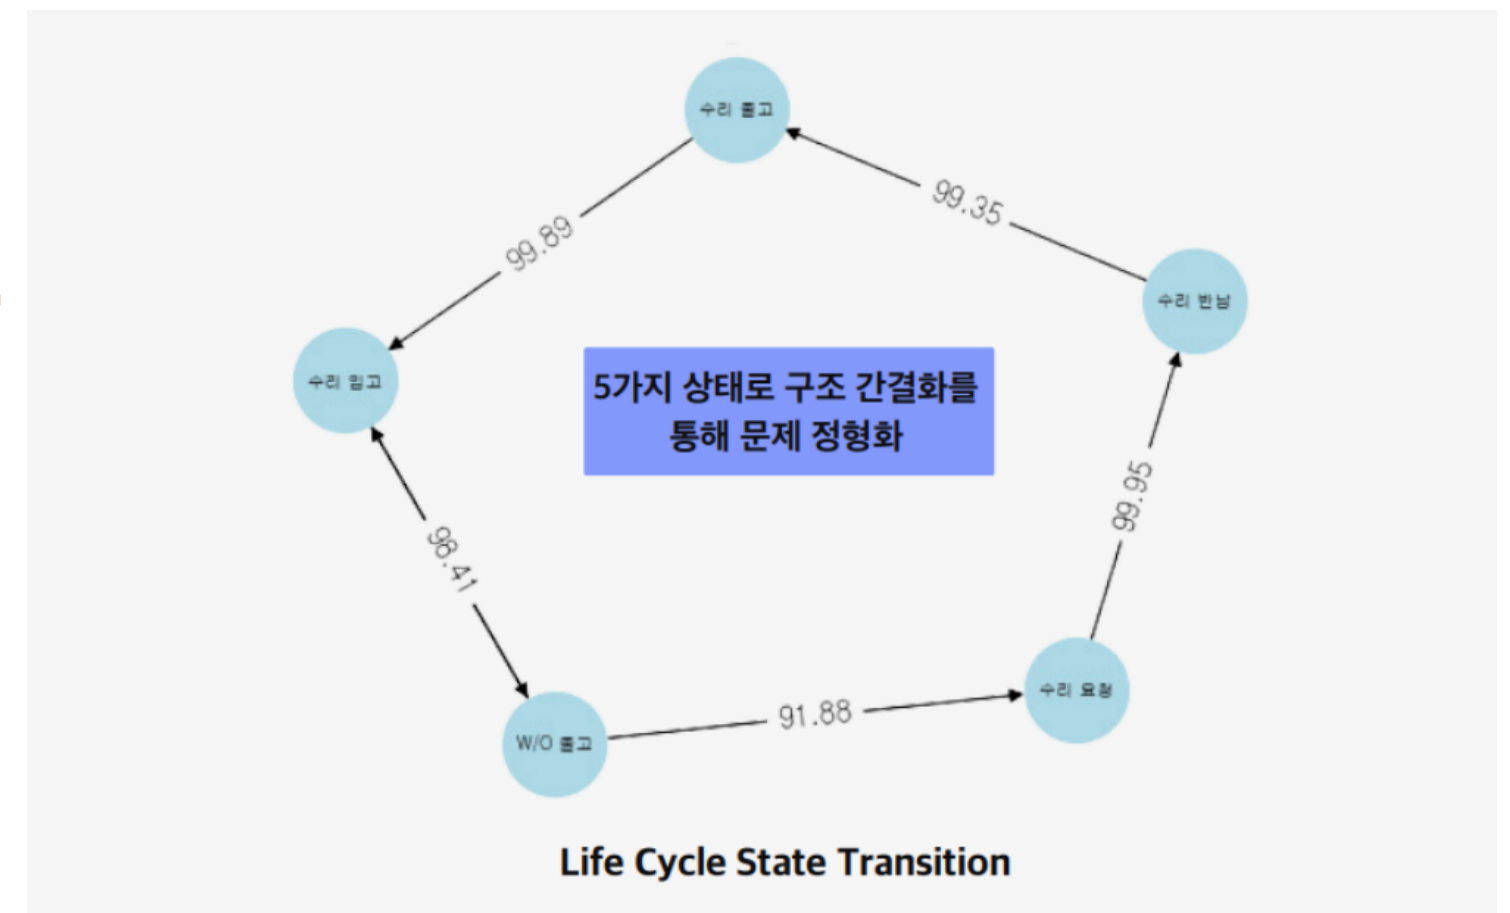 수리 출고
99.35
99.89
수리 반납
수리 입고
5가지 상태로 구조 간결화를
통해 문제 정형화
99.95
98.41
수리 요청
91.88
W/O 출고
Life Cycle State Transition